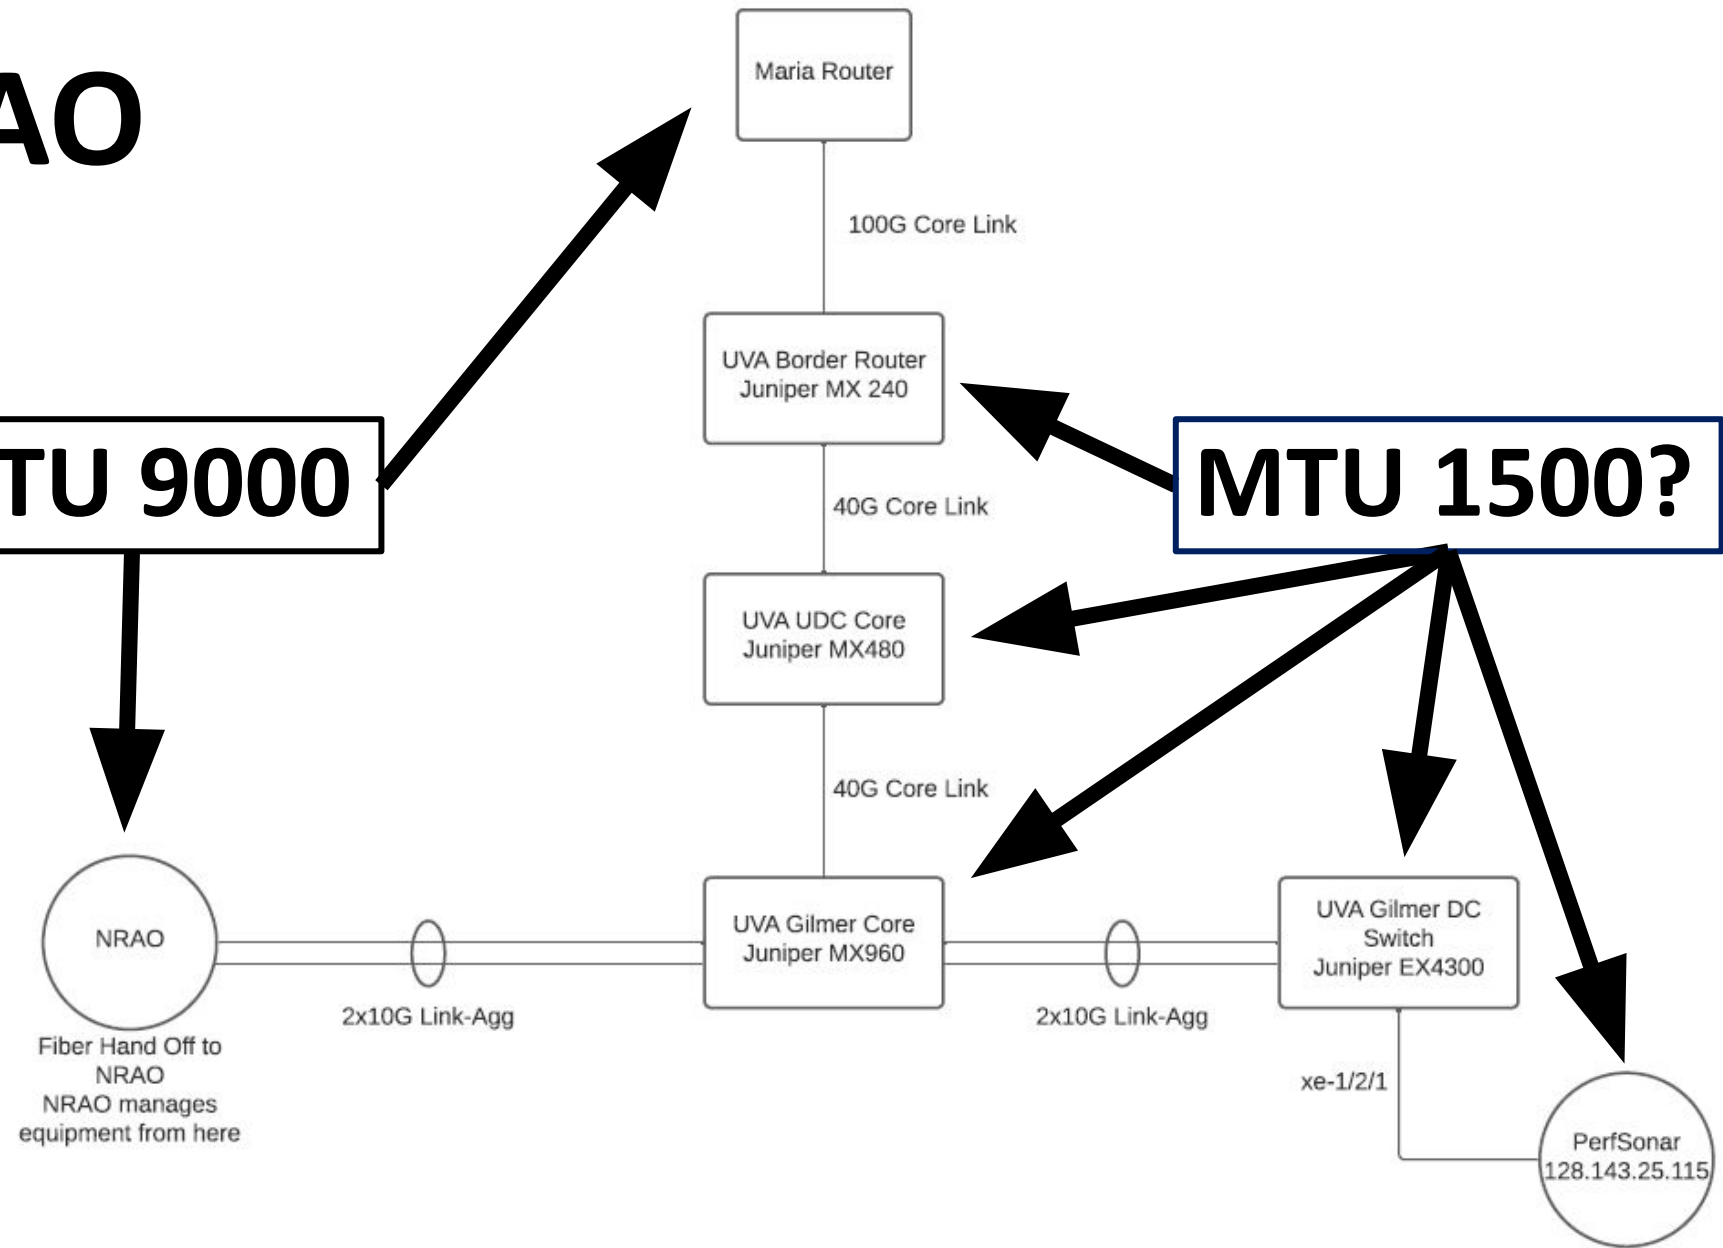 AO
Maria Router
100G Core Link
UVA Border Router
Juniper MX 240
TU 9000
MTU 1500?
40G Core Link
UVA UDC Core
Juniper MX480
40G Core Link
NRAO
UVA Gilmer Core
Juniper MX960
UVA Gilmer DC
Switch
Juniper EX4300
2x10G Link-Agg
2x10G Link-Agg
Fiber Hand Off to
NRAO
NRAO manages
equipment from here
xe-1/2/1
PerfSonar
128.143.25.115